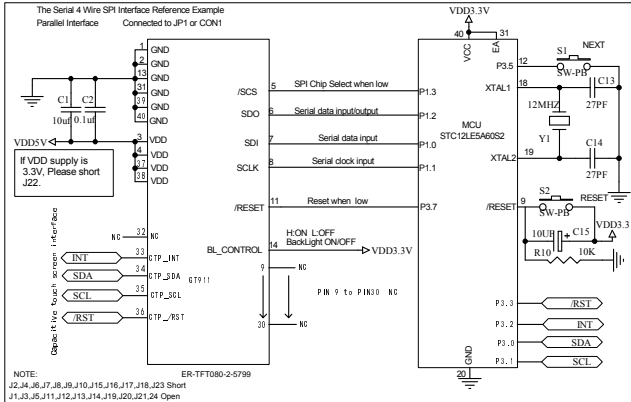 The Serial 4 Wire SPI Interface Reference Example
Parallel Interface Connected to JP1 or CON1
1 GND
2 GND
13 GND
31 GND
39 GND
40 GND
C1 C2
10uf 0.1uf
VDD5V
3 VDD
4 VDD
37 VDD
38 VDD
If VDD supply is
3.3V, Please short
J22.
NC 32 NC
Capacitive touch screen interface
INT 33 CTP_INT
SDA 34 CTP_SDA
GT911
SCL 35 CTP_SCL
/RST 36 CTP_/RST
/SCS 5 SPI Chip Select when low P1.3
SDO 6 Serial data input/output P1.2
SDI 7 Serial data input P1.0
SCLK 8 Serial clock input P1.1
/RESET 11 Reset when low P3.7
H:ON L:OFF
BL_CONTROL 14 BackLight ON/OFF VDD3.3V
9 NC
PIN 9 to PIN30 NC
30 NC
ER-TFT080-2-5799
VDD3.3V
40 31
VCC EA
MCU
STC12LE5A60S2
GND
20
P3.5 12 S1 NEXT
SW-PB
XTAL1 18 C13
27PF
12MHZ
Y1
XTAL2 19 C14
27PF
S2 RESET
/RESET 9 SW-PB
VDD3.3
10UF + C15
R10 10K
P3.3 /RST
P3.2 INT
P3.0 SDA
P3.1 SCL
NOTE:
J2,J4,J6,J7,J8,J9,J10,J15,J16,J17,J18,J23 Short
J1,J3,J5,J11,J12,J13,J14,J19,J20,J21,24 Open